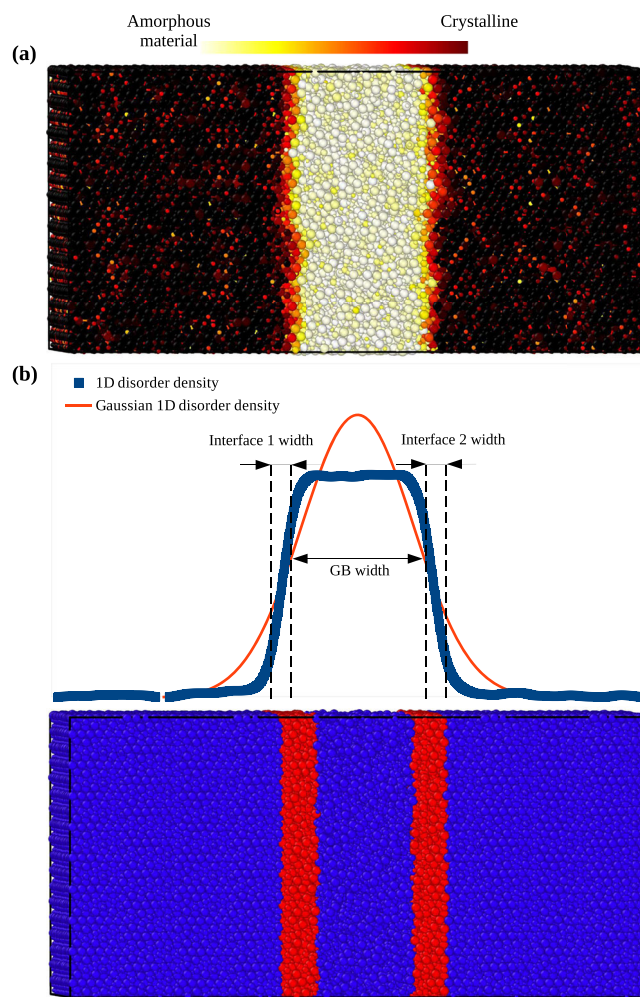 Amorphous
material
Crystalline
(a)
(b)
1D disorder density
Gaussian 1D disorder density
Interface 1 width
Interface 2 width
GB width